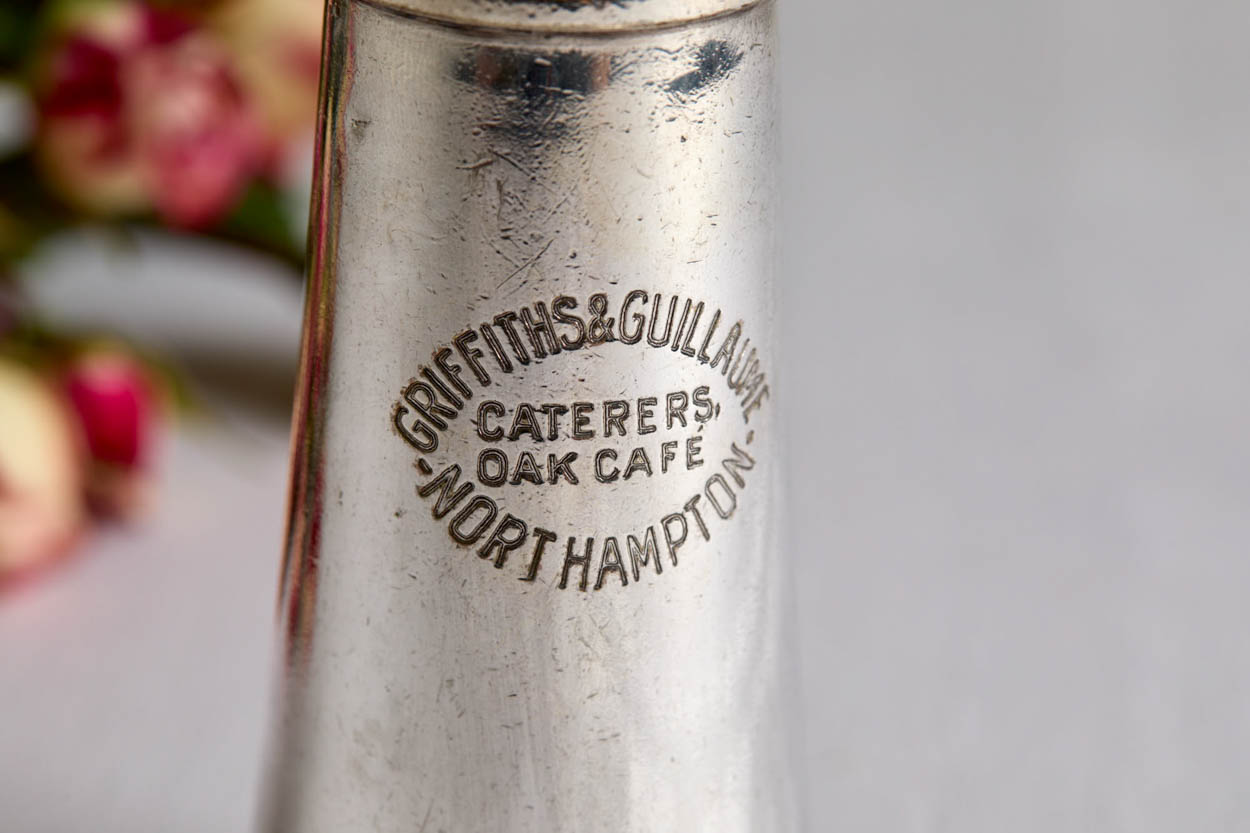 GRIFFITHS & GUILLAUME
CATERERS,
OAK CAFÉ
- NORTHAMPTON -